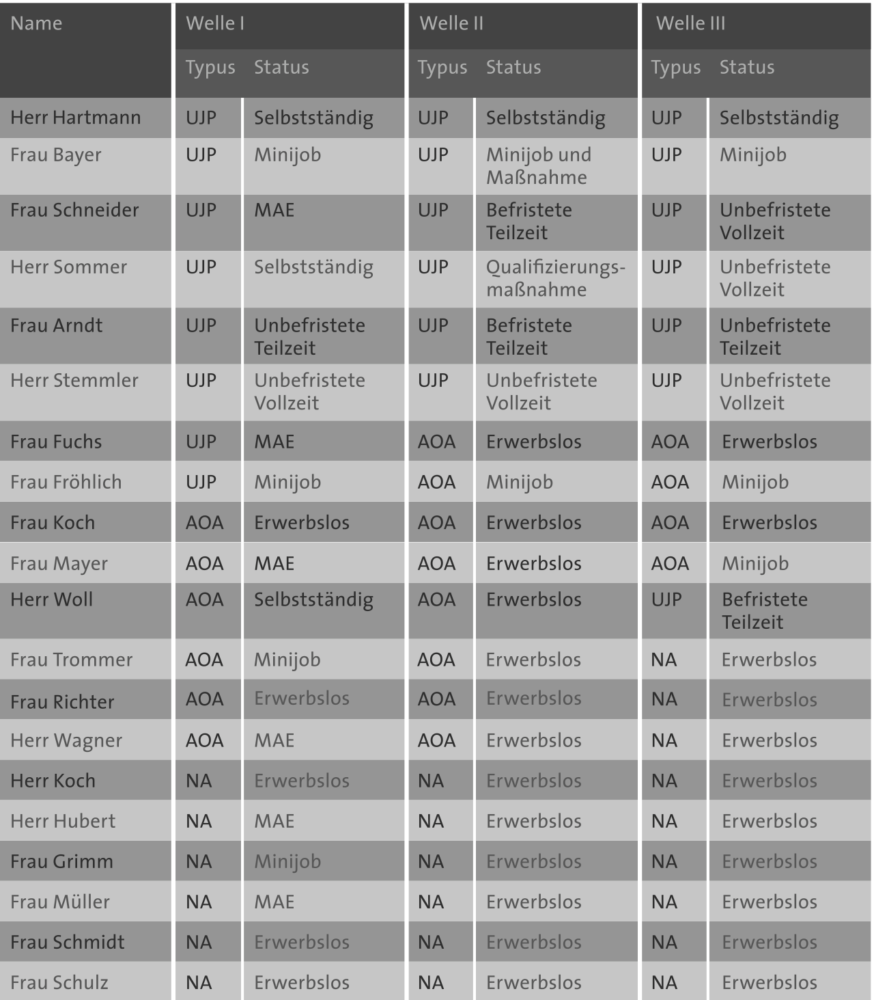 Name Welle I Welle II Welle III
Typus Status Typus Status Typus Status
Herr Hartmann UJP Selbstständig UJP Selbstständig UJP Selbstständig
Frau Bayer UJP Minijob UJP Minijob und UJP Minijob
Maßnahme
Frau Schneider UJP MAE UJP Befristete UJP Unbefristete
Teilzeit Vollzeit
Herr Sommer UJP Selbstständig UJP Qualifizierungs- UJP Unbefristete
maßnahme Vollzeit
Frau Arndt UJP Unbefristete UJP Befristete UJP Unbefristete
Teilzeit Teilzeit Teilzeit
Herr Stemmler UJP Unbefristete UJP Unbefristete UJP Unbefristete
Vollzeit Vollzeit Vollzeit
Frau Fuchs UJP MAE AOA Erwerbslos AOA Erwerbslos
Frau Fröhlich UJP Minijob AOA Minijob AOA Minijob
Frau Koch AOA Erwerbslos AOA Erwerbslos AOA Erwerbslos
Frau Mayer AOA MAE AOA Erwerbslos AOA Minijob
Herr Woll AOA Selbstständig AOA Erwerbslos UJP Befristete
Teilzeit
Frau Trommer AOA Minijob AOA Erwerbslos NA Erwerbslos
Frau Richter AOA Erwerbslos AOA Erwerbslos NA Erwerbslos
Herr Wagner AOA MAE AOA Erwerbslos NA Erwerbslos
Herr Koch NA Erwerbslos NA Erwerbslos NA Erwerbslos
Herr Hubert NA MAE NA Erwerbslos NA Erwerbslos
Frau Grimm NA Minijob NA Erwerbslos NA Erwerbslos
Frau Müller NA MAE NA Erwerbslos NA Erwerbslos
Frau Schmidt NA Erwerbslos NA Erwerbslos NA Erwerbslos
Frau Schulz NA Erwerbslos NA Erwerbslos NA Erwerbslos